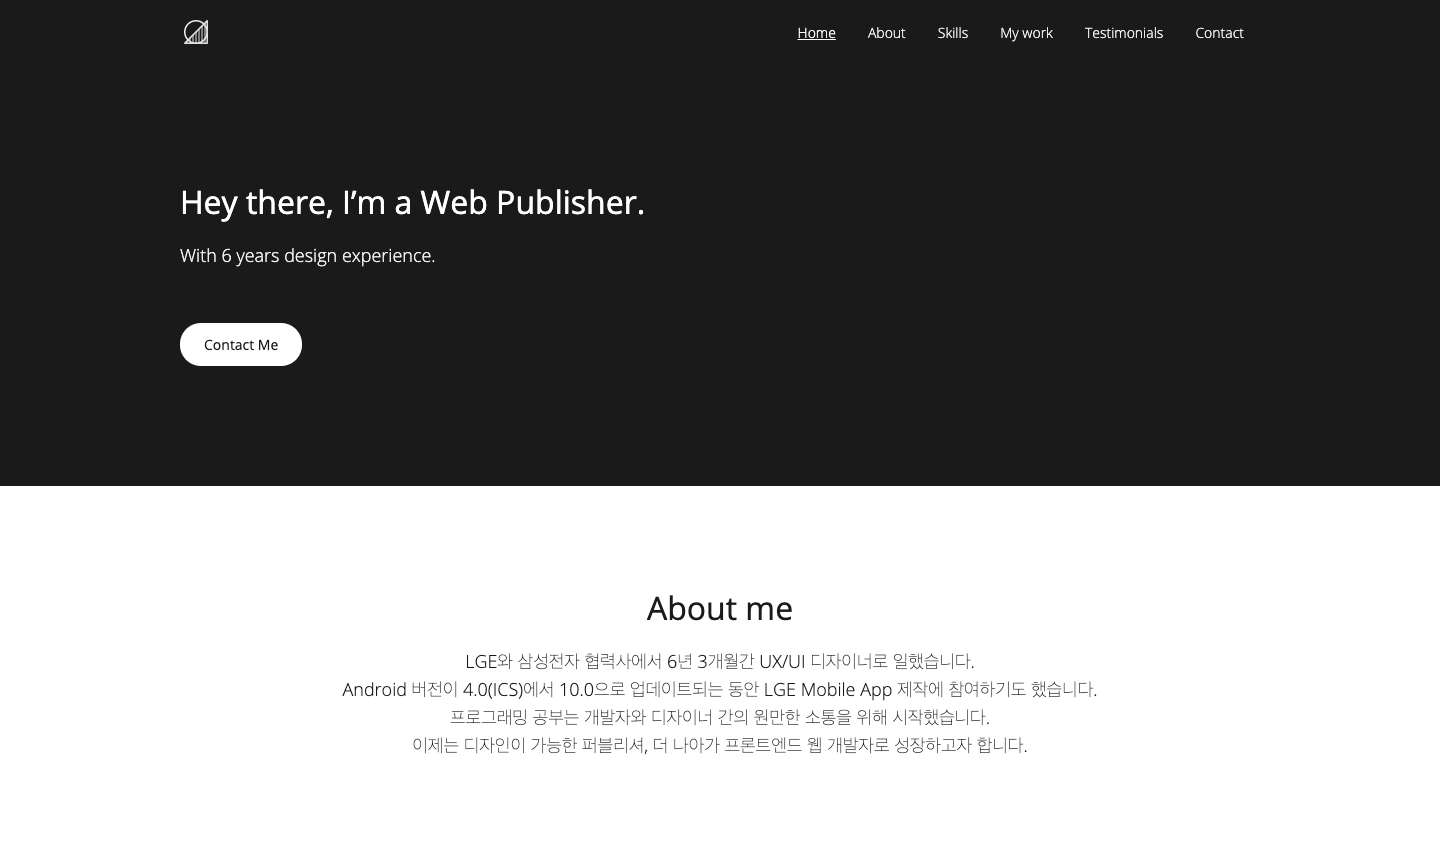 Home About Skills My work Testimonials Contact
Hey there, I’m a Web Publisher.
With 6 years design experience.
Contact Me
About me
LGE와 삼성전자 협력사에서 6년 3개월간 UX/UI 디자이너로 일했습니다.
Android 버전이 4.0(ICS)에서 10.0으로 업데이트되는 동안 LGE Mobile App 제작에 참여하기도 했습니다.
프로그래밍 공부는 개발자와 디자이너 간의 원만한 소통을 위해 시작했습니다.
이제는 디자인이 가능한 퍼블리셔, 더 나아가 프론트엔드 웹 개발자로 성장하고자 합니다.